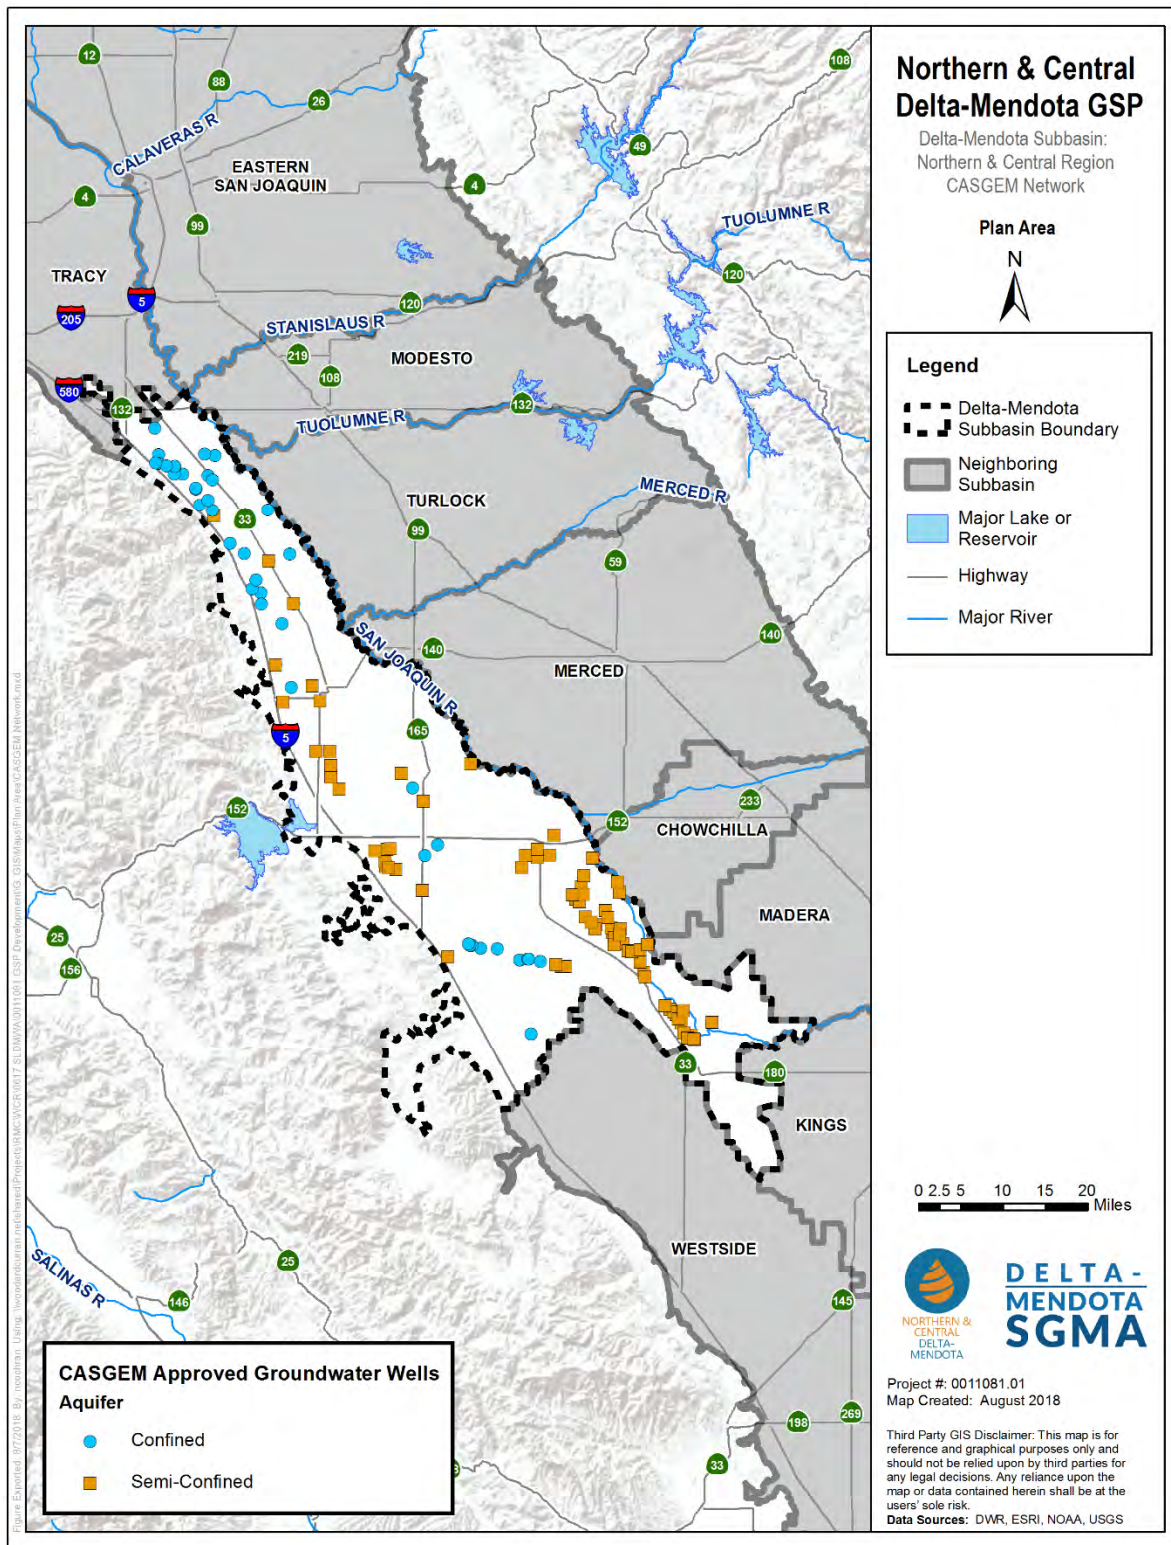 Northern & Central
Delta-Mendota GSP
Delta-Mendota Subbasin:
Northern & Central Region
CASGEM Network
Plan Area
N
Legend
Delta-Mendota
Subbasin Boundary
Neighboring
Subbasin
Major Lake or
Reservoir
Highway
Major River
0 2.5 5 10 15 20
Miles
NORTHERN &
CENTRAL
DELTA-
MENDOTA
DELTA-
MENDOTA
SGMA
Project #: 0011081.01
Map Created: August 2018
Third Party GIS Disclaimer: This map is for
reference and graphical purposes only and
should not be relied upon by third parties for
any legal decisions. Any reliance upon the
map or data contained herein shall be at the
users' sole risk.
Data Sources: DWR, ESRI, NOAA, USGS
12
88
26
108
CALAVERAS R
49
EASTERN
SAN JOAQUIN
4
4
99
TUOLUMNE R
TRACY
120
5
205
120
STANISLAUS R
219
MODESTO
108
580
132
132
TUOLUMNE R
MERCED R
TURLOCK
33
99
59
SAN JOAQUIN R
140
140
MERCED
165
5
152
233
152
CHOWCHILLA
MADERA
25
156
33
180
KINGS
WESTSIDE
SALINAS R
25
146
145
269
198
33
CASGEM Approved Groundwater Wells
Aquifer
Confined
Semi-Confined